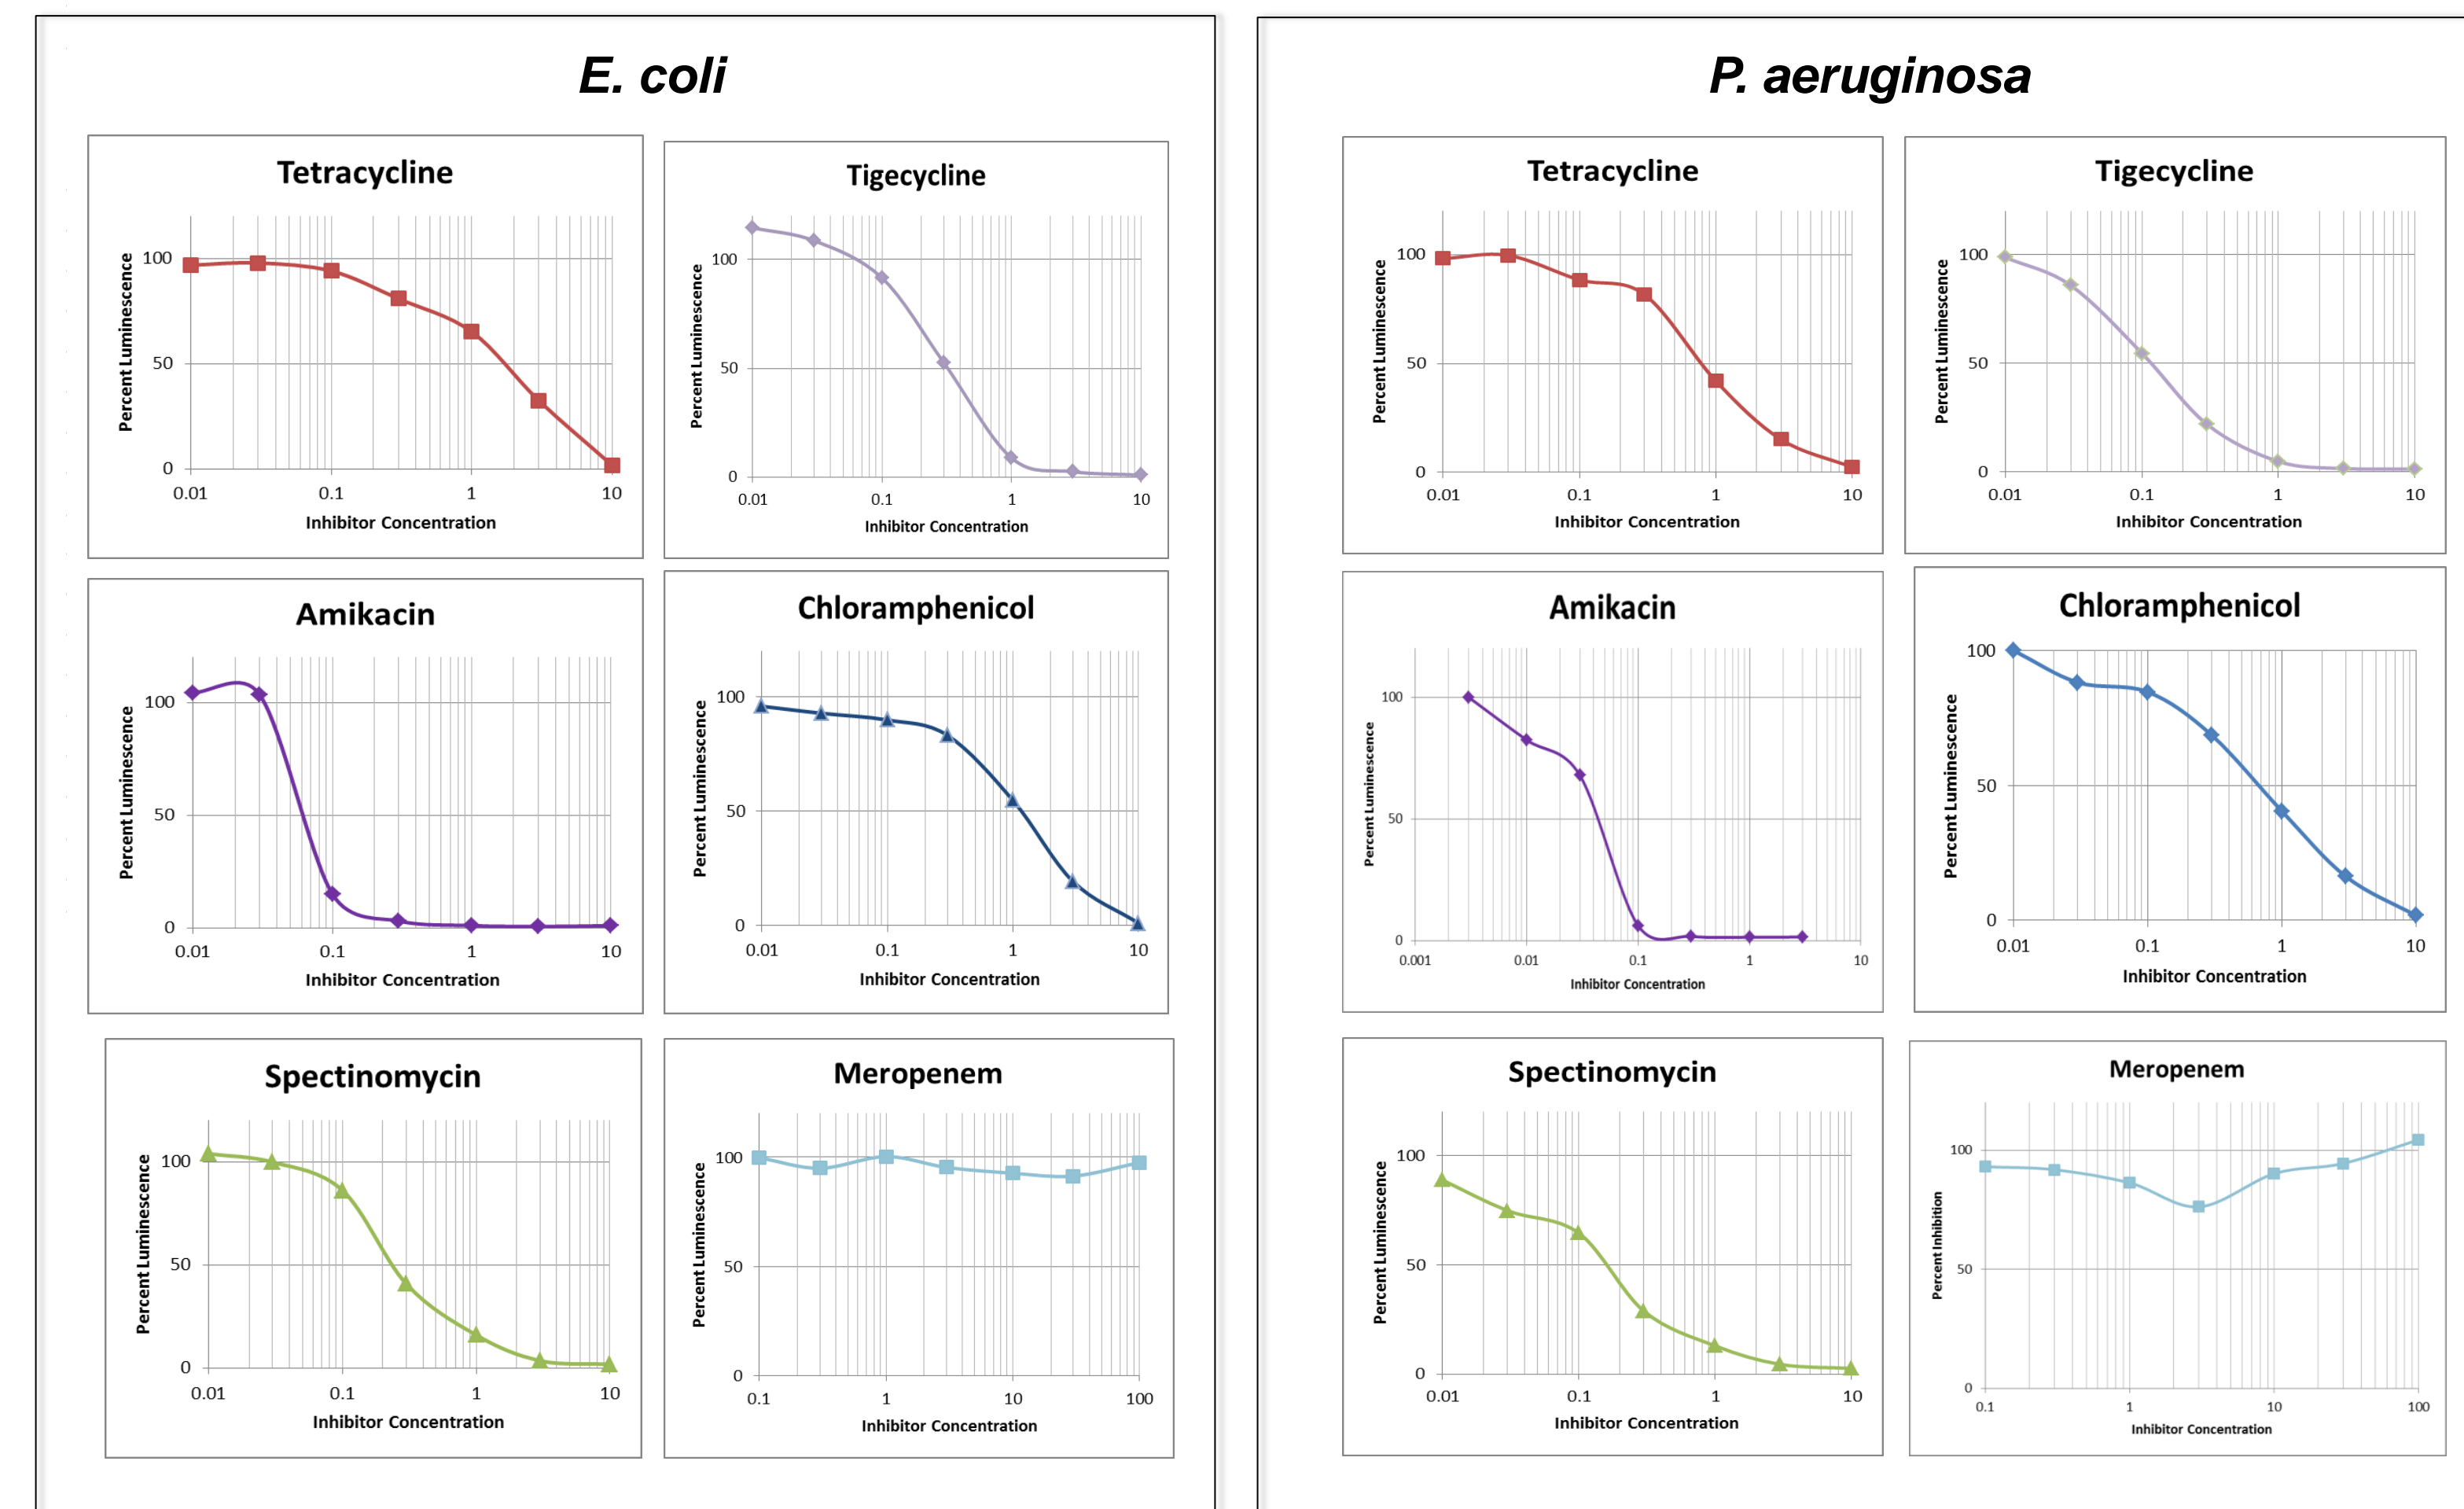 E. coli
Tetracycline
Percent Luminescence
100
50
0
0.01 0.1 1 10
Inhibitor Concentration
Tigecycline
Percent Luminescence
100
50
0
0.01 0.1 1 10
Inhibitor Concentration
Amikacin
Percent Luminescence
100
50
0
0.01 0.1 1 10
Inhibitor Concentration
Chloramphenicol
Percent Luminescence
100
50
0
0.01 0.1 1 10
Inhibitor Concentration
Spectinomycin
Percent Luminescence
100
50
0
0.01 0.1 1 10
Inhibitor Concentration
Meropenem
Percent Luminescence
100
50
0
0.1 1 10 100
Inhibitor Concentration
P. aeruginosa
Tetracycline
Percent Luminescence
100
50
0
0.01 0.1 1 10
Inhibitor Concentration
Tigecycline
Percent Luminescence
100
50
0
0.01 0.1 1 10
Inhibitor Concentration
Amikacin
Percent Luminescence
100
50
0
0.001 0.01 0.1 1 10
Inhibitor Concentration
Chloramphenicol
Percent Luminescence
100
50
0
0.01 0.1 1 10
Inhibitor Concentration
Spectinomycin
Percent Luminescence
100
50
0
0.01 0.1 1 10
Inhibitor Concentration
Meropenem
Percent Inhibition
100
50
0
0.1 1 10 100
Inhibitor Concentration